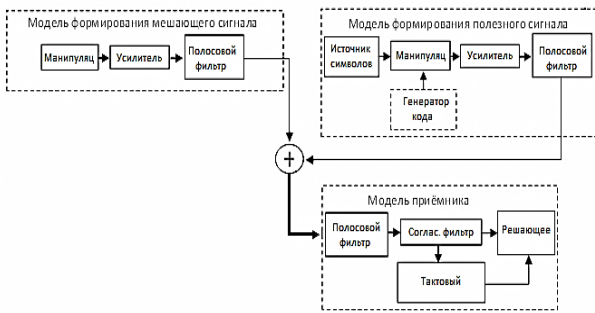 Модель формирования мешающего сигнала
Манипуляц
Усилитель
Полосовой
фильтр
Модель формирования полезного сигнала
Источник
символов
Манипуляц
Усилитель
Полосовой
фильтр
Генератор
кода
+
Модель приёмника
Полосовой
фильтр
Соглас. фильтр
Решающее
Тактовый